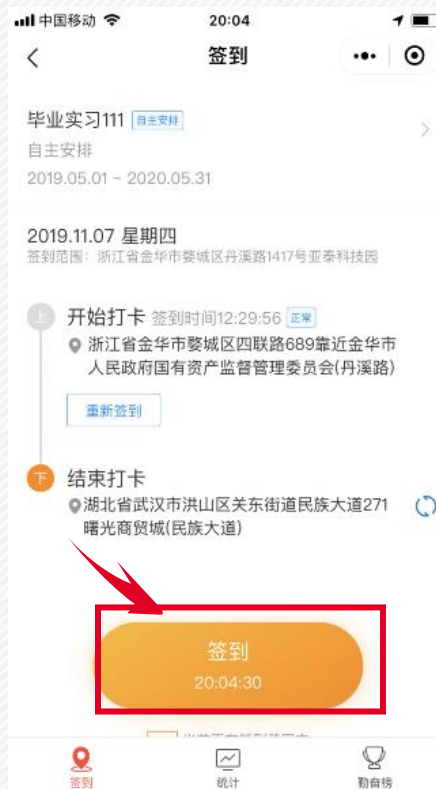 中国移动 20:04
签到
毕业实习111 自主安排
自主安排
2019.05.01 ~ 2020.05.31
2019.11.07 星期四
签到范围：浙江省金华市婺城区丹溪路1417号亚泰科技园
上 开始打卡 签到时间12:29:56 正常
浙江省金华市婺城区四联路689靠近金华市
人民政府国有资产监督管理委员会(丹溪路)
重新签到
下 结束打卡
湖北省武汉市洪山区关东街道民族大道271
曙光商贸城(民族大道)
签到
20:04:30
签到 统计 勤奋榜